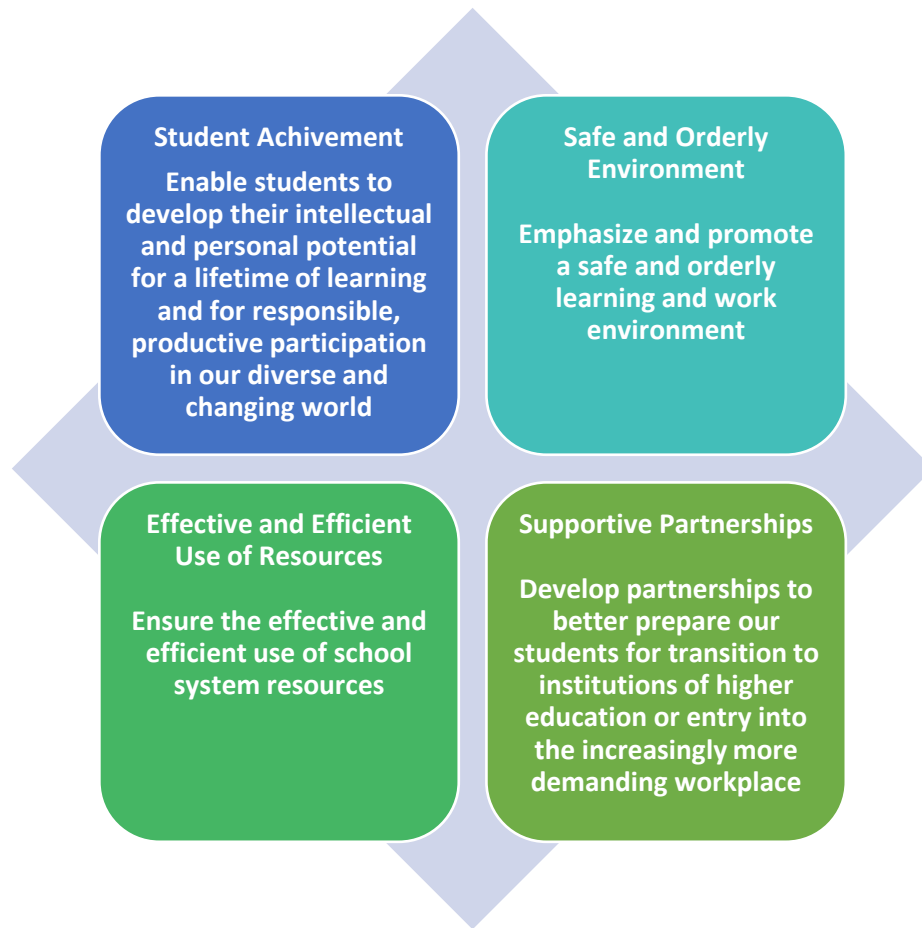 Student Achivement
Enable students to
develop their intellectual
and personal potential
for a lifetime of learning
and for responsible,
productive participation
in our diverse and
changing world
Safe and Orderly
Environment
Emphasize and promote
a safe and orderly
learning and work
environment
Effective and Efficient
Use of Resources
Ensure the effective and
efficient use of school
system resources
Supportive Partnerships
Develop partnerships to
better prepare our
students for transition to
institutions of higher
education or entry into
the increasingly more
demanding workplace